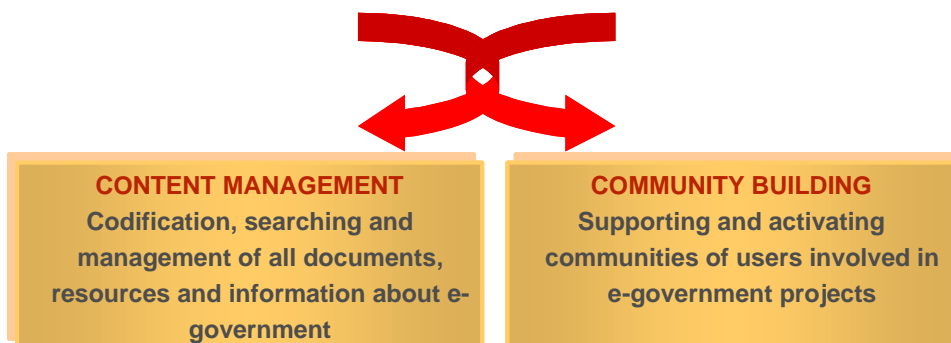 CONTENT MANAGEMENT
Codification, searching and
management of all documents,
resources and information about e-
government
COMMUNITY BUILDING
Supporting and activating
communities of users involved in
e-government projects